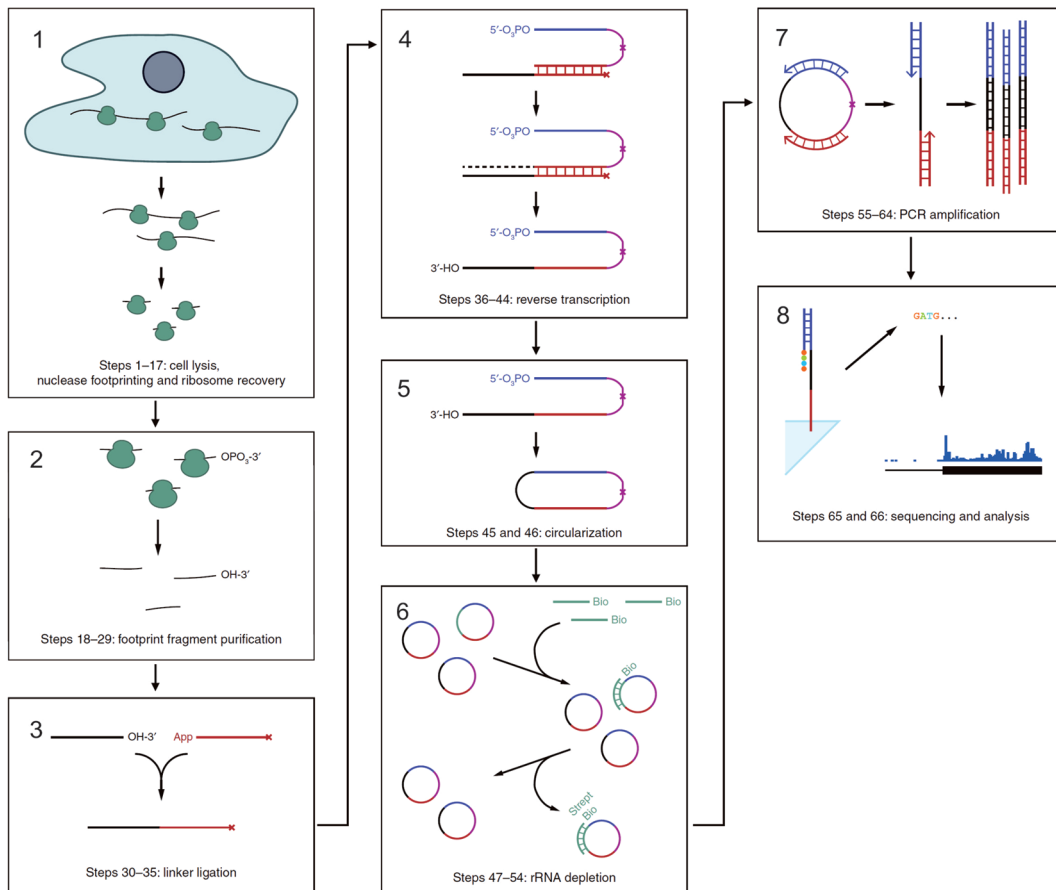 1
Steps 1–17: cell lysis,
nuclease footprinting and ribosome recovery
2
OPO₃-3′
OH-3′
Steps 18–29: footprint fragment purification
3
OH-3′ App
Steps 30–35: linker ligation
4
5′-O₃PO
5′-O₃PO
5′-O₃PO
3′-HO
Steps 36–44: reverse transcription
5
5′-O₃PO
3′-HO
Steps 45 and 46: circularization
6
Bio Bio
Bio
Bio
Strept
Bio
Steps 47–54: rRNA depletion
7
Steps 55–64: PCR amplification
8
GATG...
Steps 65 and 66: sequencing and analysis